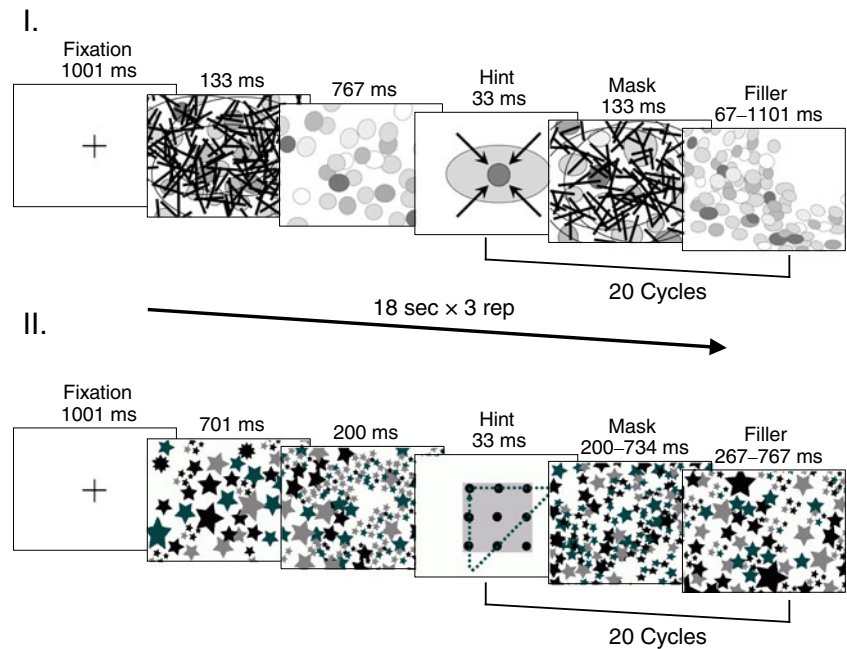 I.
Fixation
1001 ms
133 ms
767 ms
Hint
33 ms
Mask
133 ms
Filler
67–1101 ms
20 Cycles
18 sec × 3 rep
II.
Fixation
1001 ms
701 ms
200 ms
Hint
33 ms
Mask
200–734 ms
Filler
267–767 ms
20 Cycles